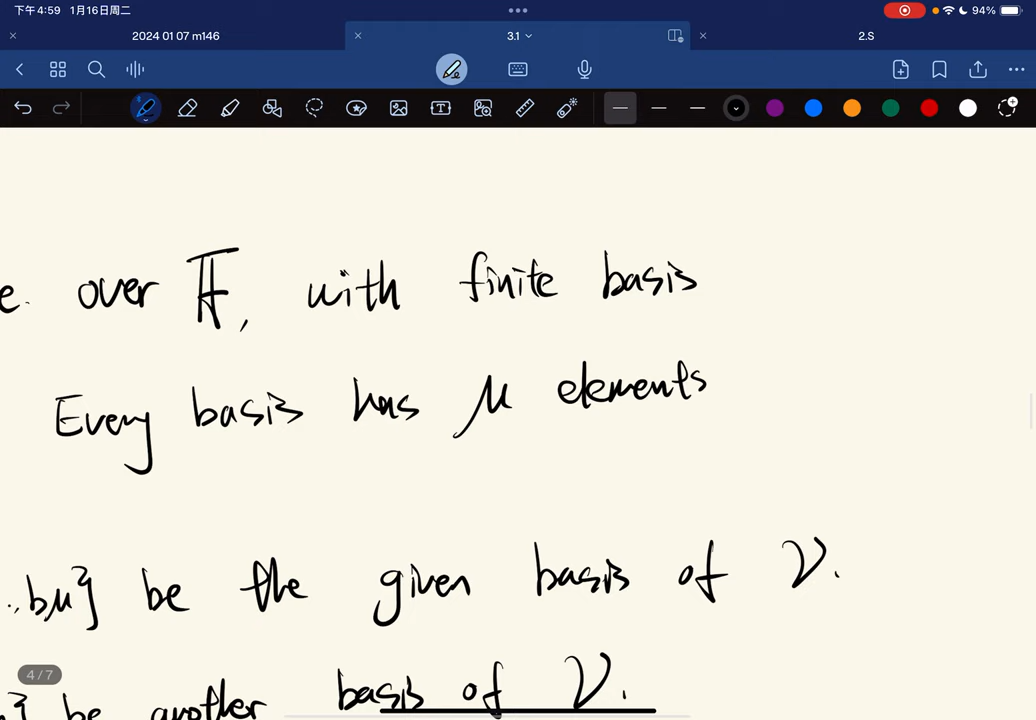 下午4:59 1月16日周二 94%
2024 01 07 m146 3.1 2.S
e. over 𝔽, with finite basis
Every basis has μ elements
.., bμ} be the given basis of V.
4 / 7
} be another basis of V.